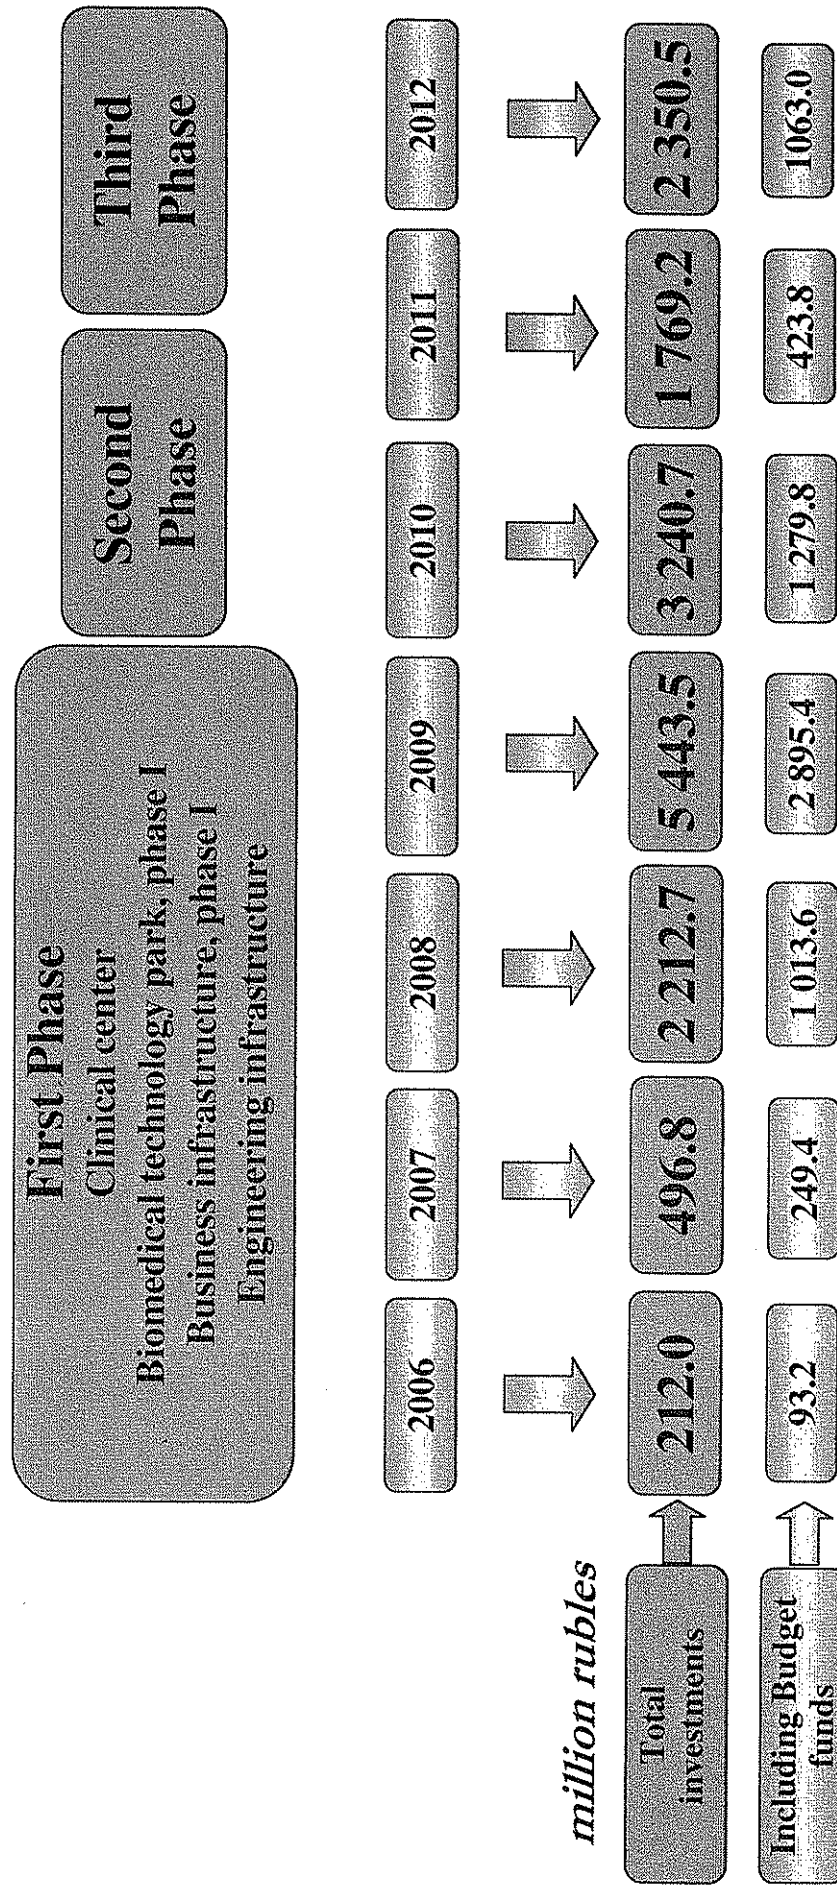 First Phase
Clinical center
Biomedical technology park, phase I
Business infrastructure, phase I
Engineering infrastructure
Second
Phase
Third
Phase
2006
2007
2008
2009
2010
2011
2012
million rubles
Total
investments
212.0
496.8
2 212.7
5 443.5
3 240.7
1 769.2
2 350.5
Including Budget
funds
93.2
249.4
1 013.6
2 895.4
1 279.8
423.8
1063.0